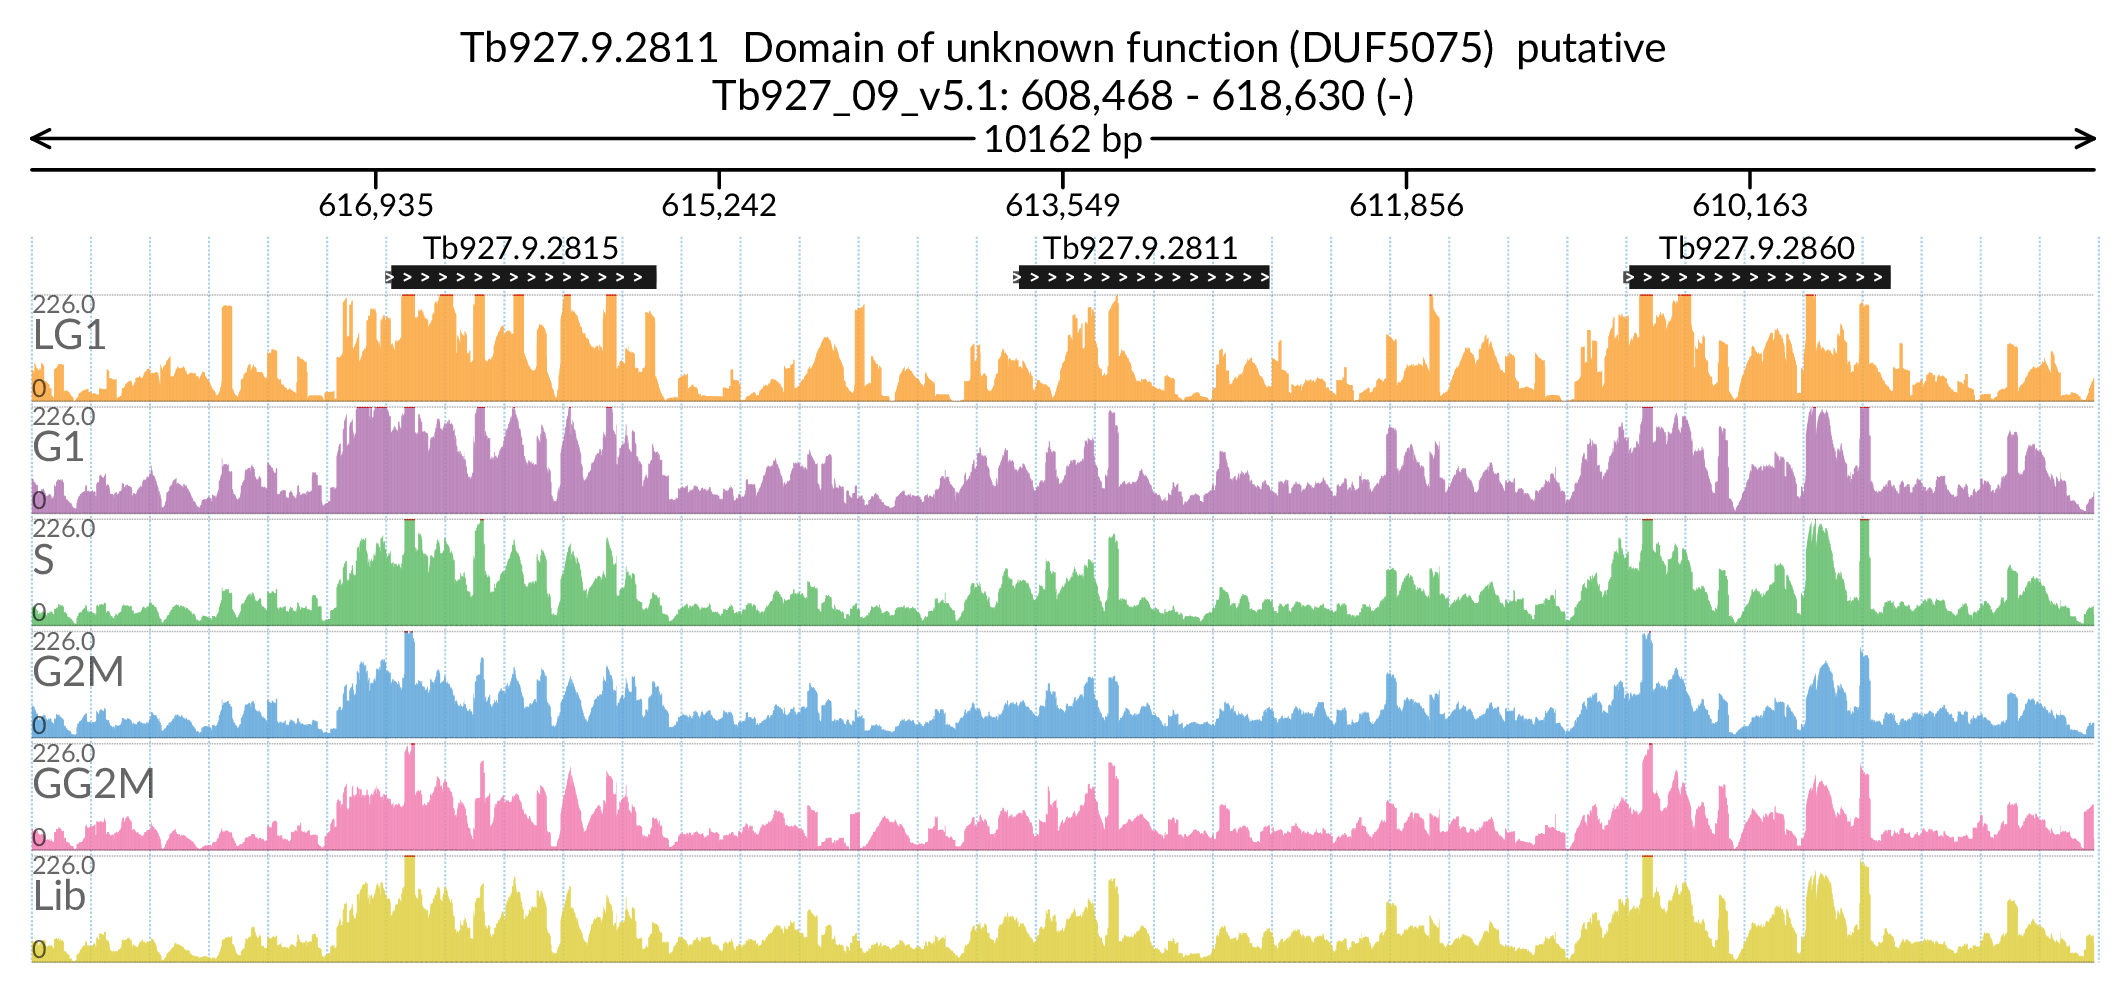 Tb927.9.2811  Domain of unknown function (DUF5075)  putative
Tb927_09_v5.1: 608,468 - 618,630 (-)
10162 bp
616,935 615,242 613,549 611,856 610,163
Tb927.9.2815 Tb927.9.2811 Tb927.9.2860
226.0
LG1
0
226.0
G1
0
226.0
S
0
226.0
G2M
0
226.0
GG2M
0
226.0
Lib
0